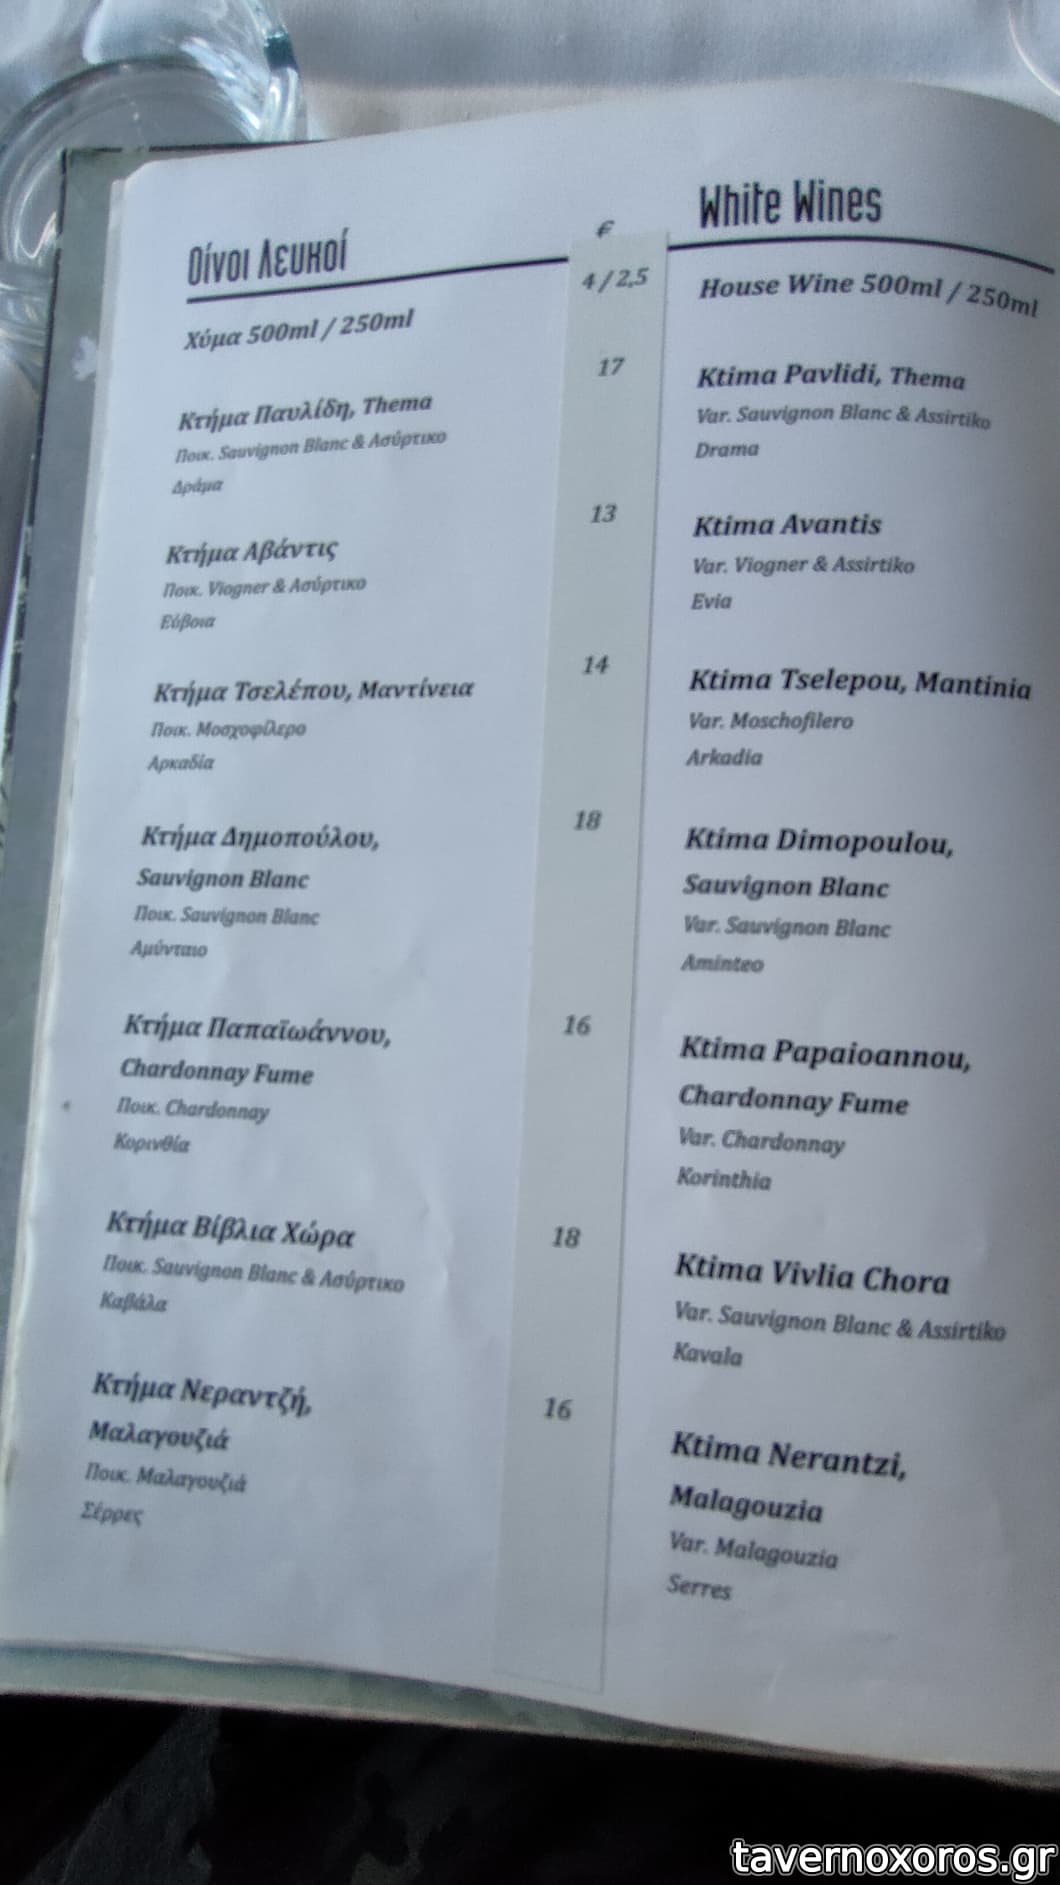 Οίνοι Λευκοί
Χύμα 500ml / 250ml
Κτήμα Παυλίδη, Thema
Ποικ. Sauvignon Blanc & Ασύρτικο
Δράμα
Κτήμα Αβάντις
Ποικ. Viogner & Ασύρτικο
Εύβοια
Κτήμα Τσελέπου, Μαντίνεια
Ποικ. Μοσχοφίλερο
Αρκαδία
Κτήμα Δημοπούλου,
Sauvignon Blanc
Ποικ. Sauvignon Blanc
Αμύνταιο
Κτήμα Παπαϊωάννου,
Chardonnay Fume
Ποικ. Chardonnay
Κορινθία
Κτήμα Βίβλια Χώρα
Ποικ. Sauvignon Blanc & Ασύρτικο
Καβάλα
Κτήμα Νεραντζή,
Μαλαγουζιά
Ποικ. Μαλαγουζιά
Σέρρες
€
4 / 2,5
17
13
14
18
16
18
16
White Wines
House Wine 500ml / 250ml
Ktima Pavlidi, Thema
Var. Sauvignon Blanc & Assirtiko
Drama
Ktima Avantis
Var. Viogner & Assirtiko
Evia
Ktima Tselepou, Mantinia
Var. Moschofilero
Arkadia
Ktima Dimopoulou,
Sauvignon Blanc
Var. Sauvignon Blanc
Aminteo
Ktima Papaioannou,
Chardonnay Fume
Var. Chardonnay
Korinthia
Ktima Vivlia Chora
Var. Sauvignon Blanc & Assirtiko
Kavala
Ktima Nerantzi,
Malagouzia
Var. Malagouzia
Serres
tavernoxoros.gr